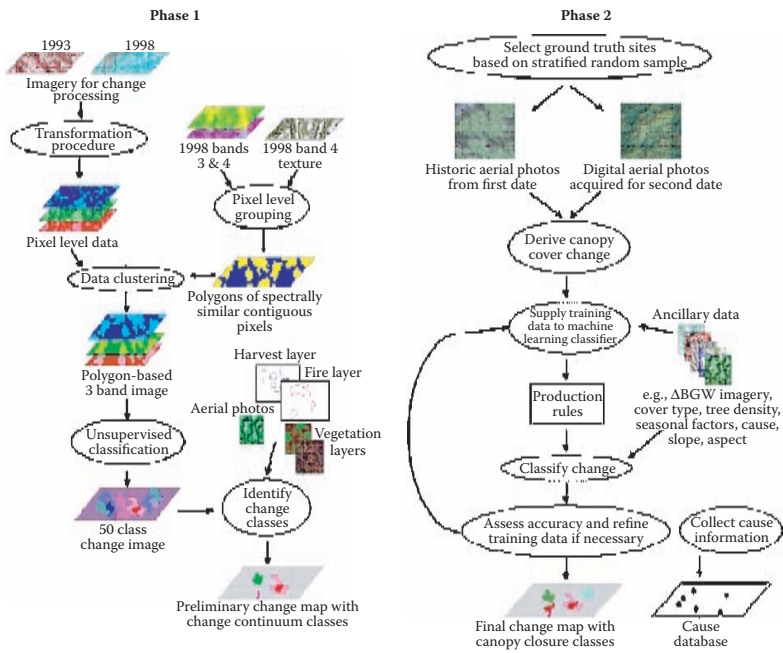 Phase 1
1993
1998
Imagery for change
processing
Transformation
procedure
Pixel level data
1998 bands
3 & 4
1998 band 4
texture
Pixel level
grouping
Data clustering
Polygons of spectrally
similar contiguous
pixels
Polygon-based
3 band image
Harvest layer
Fire layer
Aerial photos
Vegetation
layers
Unsupervised
classification
50 class
change image
Identify
change
classes
Preliminary change map with
change continuum classes
Phase 2
Select ground truth sites
based on stratified random sample
Historic aerial photos
from first date
Digital aerial photos
acquired for second date
Derive canopy
cover change
Supply training
data to machine
learning classifier
Ancillary data
e.g., ΔBGW imagery,
cover type, tree density,
seasonal factors, cause,
slope, aspect
Production
rules
Classify change
Assess accuracy and refine
training data if necessary
Collect cause
information
Final change map with
canopy closure classes
Cause
database